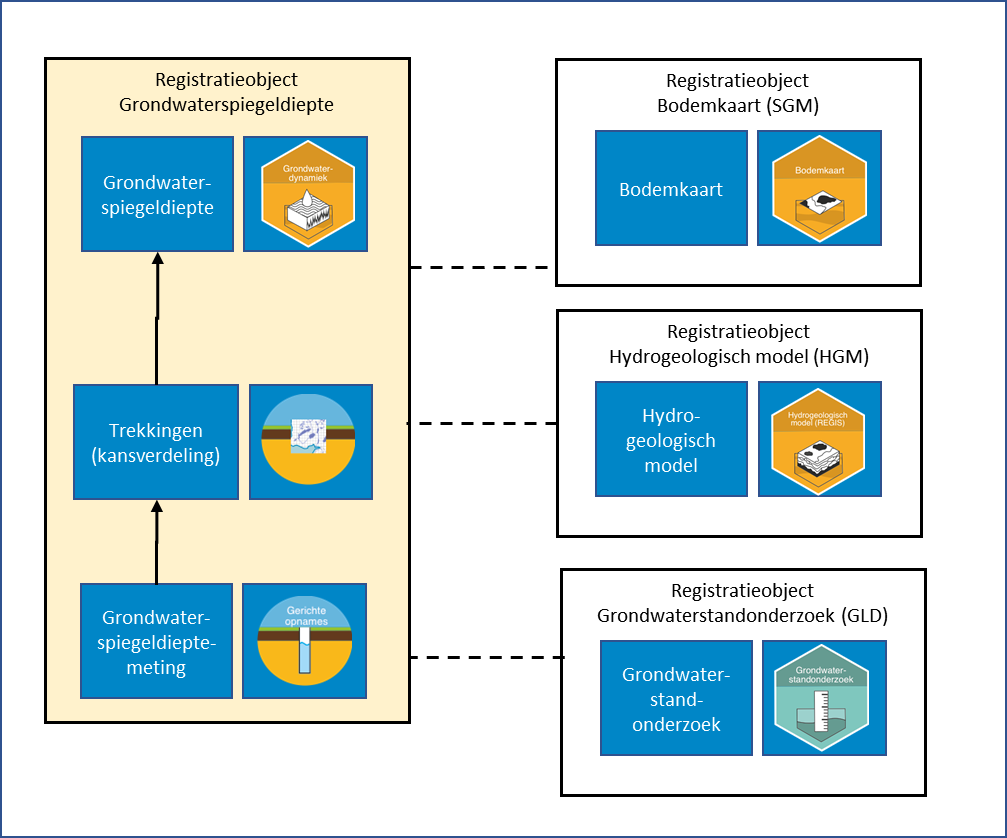 Registratieobject
Grondwaterspiegeldiepte
Grondwater-
spiegeldiepte
Grondwater-
dynamiek
Trekkingen
(kansverdeling)
Grondwater-
spiegeldiepte-
meting
Gerichte
opnames
Registratieobject
Bodemkaart (SGM)
Bodemkaart
Bodemkaart
Registratieobject
Hydrogeologisch model (HGM)
Hydro-
geologisch
model
Hydrogeologisch
model (REGIS)
Registratieobject
Grondwaterstandonderzoek (GLD)
Grondwater-
stand-
onderzoek
Grondwater-
standonderzoek